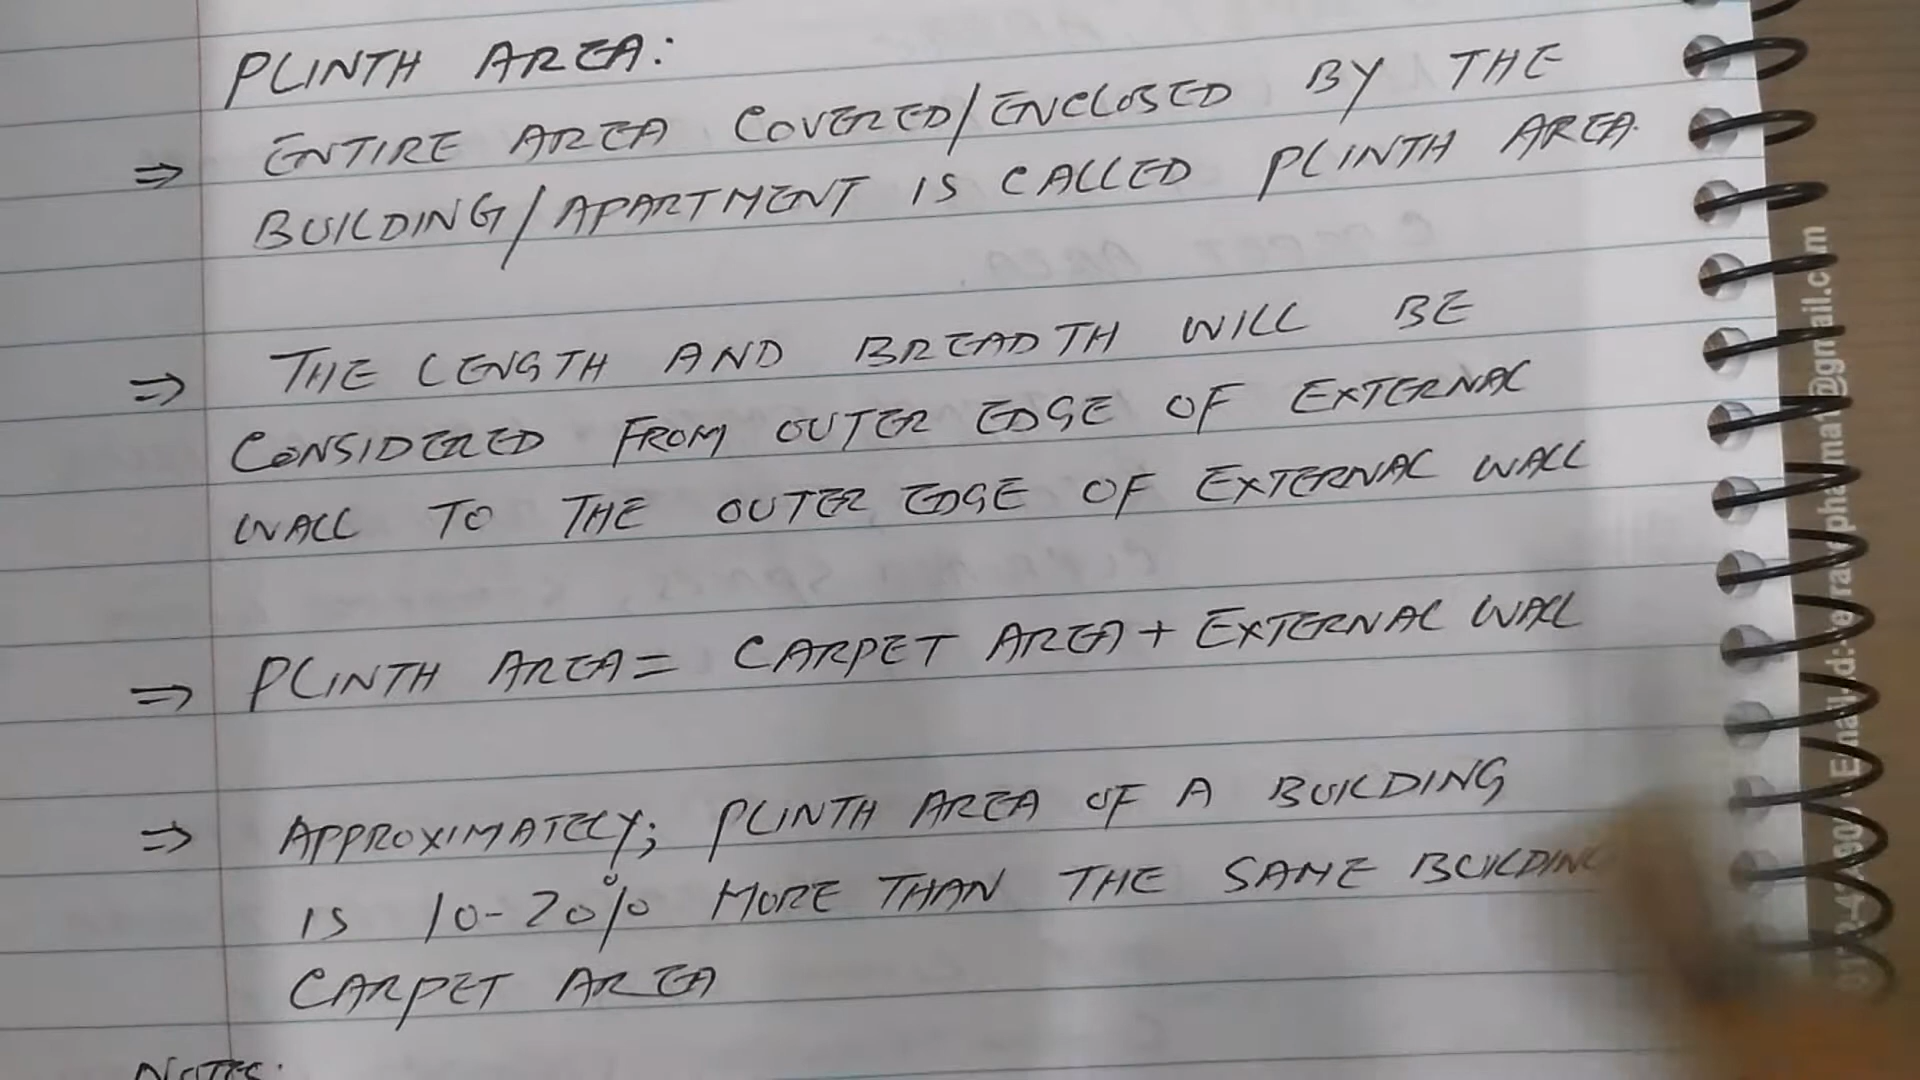 PLINTH AREA:
⇒ ENTIRE AREA COVERED/ENCLOSED BY THE
BUILDING/APARTMENT IS CALLED PLINTH AREA.
⇒ THE LENGTH AND BREADTH WILL BE
CONSIDERED FROM OUTER EDGE OF EXTERNAL
WALL TO THE OUTER EDGE OF EXTERNAL WALL
⇒ PLINTH AREA = CARPET AREA + EXTERNAL WALL
⇒ APPROXIMATELY; PLINTH AREA OF A BUILDING
IS 10-20% MORE THAN THE SAME BUILDING
CARPET AREA
NOTES: